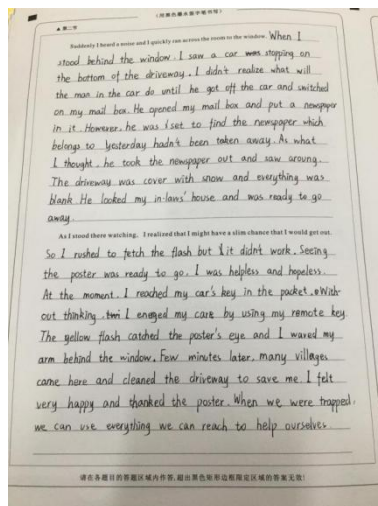 (用黑色墨水签字笔书写)
▲第二节
Suddenly I heard a noise and I quickly ran across the room to the window. When I
stood behind the window. I saw a car was stopping on
the bottom of the driveway. I didn't realize what will
the man in the car do until he got off the car and switched
on my mail box. He opened my mail box and put a newspaper
in it. However, he was set to find the newspaper which
belongs to yesterday hadn't been taken away. As what
I thought, he took the newspaper out and saw aroung.
The driveway was cover with snow and everything was
blank. He looked my in-laws' house and was ready to go
away.
As I stood there watching, I realized that I might have a slim chance that I would get out.
So I rushed to fetch the flash but it didn't work. Seeing
the poster was ready to go, I was helpless and hopeless.
At the moment, I reached my car's key in the packet. With-
out thinking, I eneged my care by using my remote key.
The yellow flash catched the poster's eye and I waved my
arm behind the window. Few minutes later, many villages
came here and cleaned the driveway to save me. I felt
very happy and thanked the poster. When we were trapped,
we can use everything we can reach to help ourselves.
请在各题目的答题区域内作答,超出黑色矩形边框限定区域的答案无效!